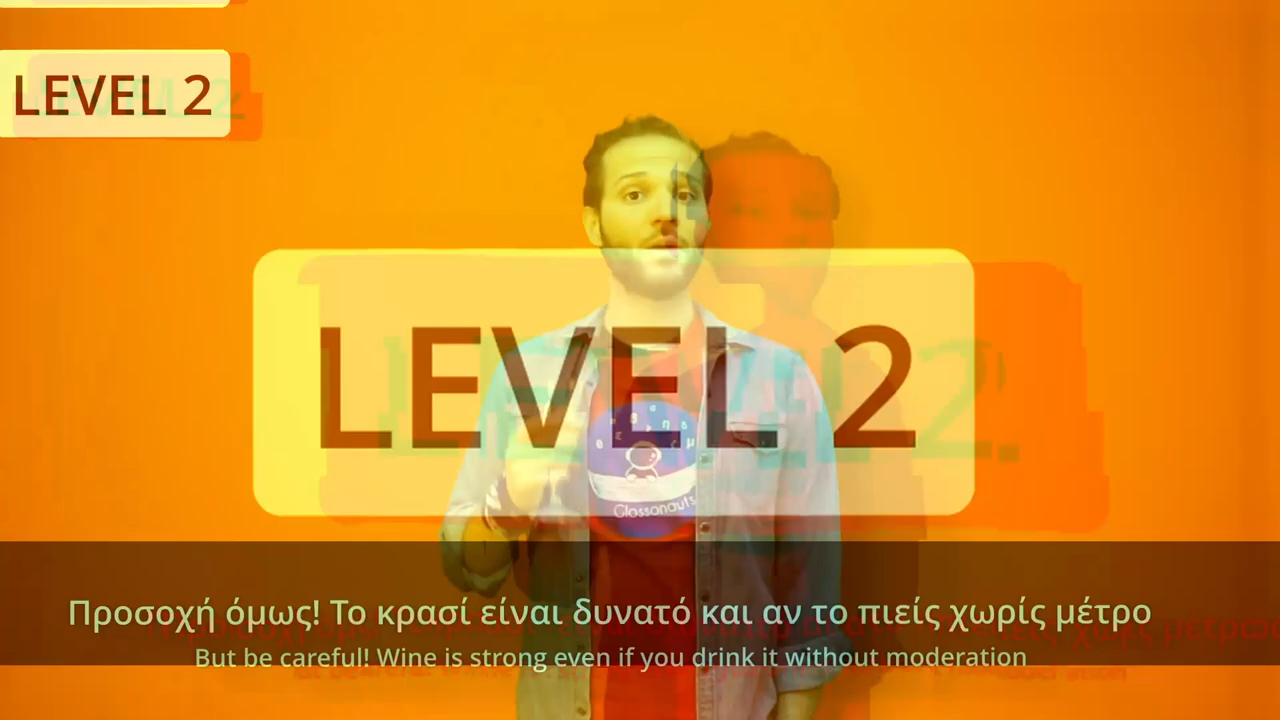 LEVEL 2
LEVEL 2
Glossonauts
Προσοχή όμως! Το κρασί είναι δυνατό και αν το πιείς χωρίς μέτρο
But be careful! Wine is strong even if you drink it without moderation